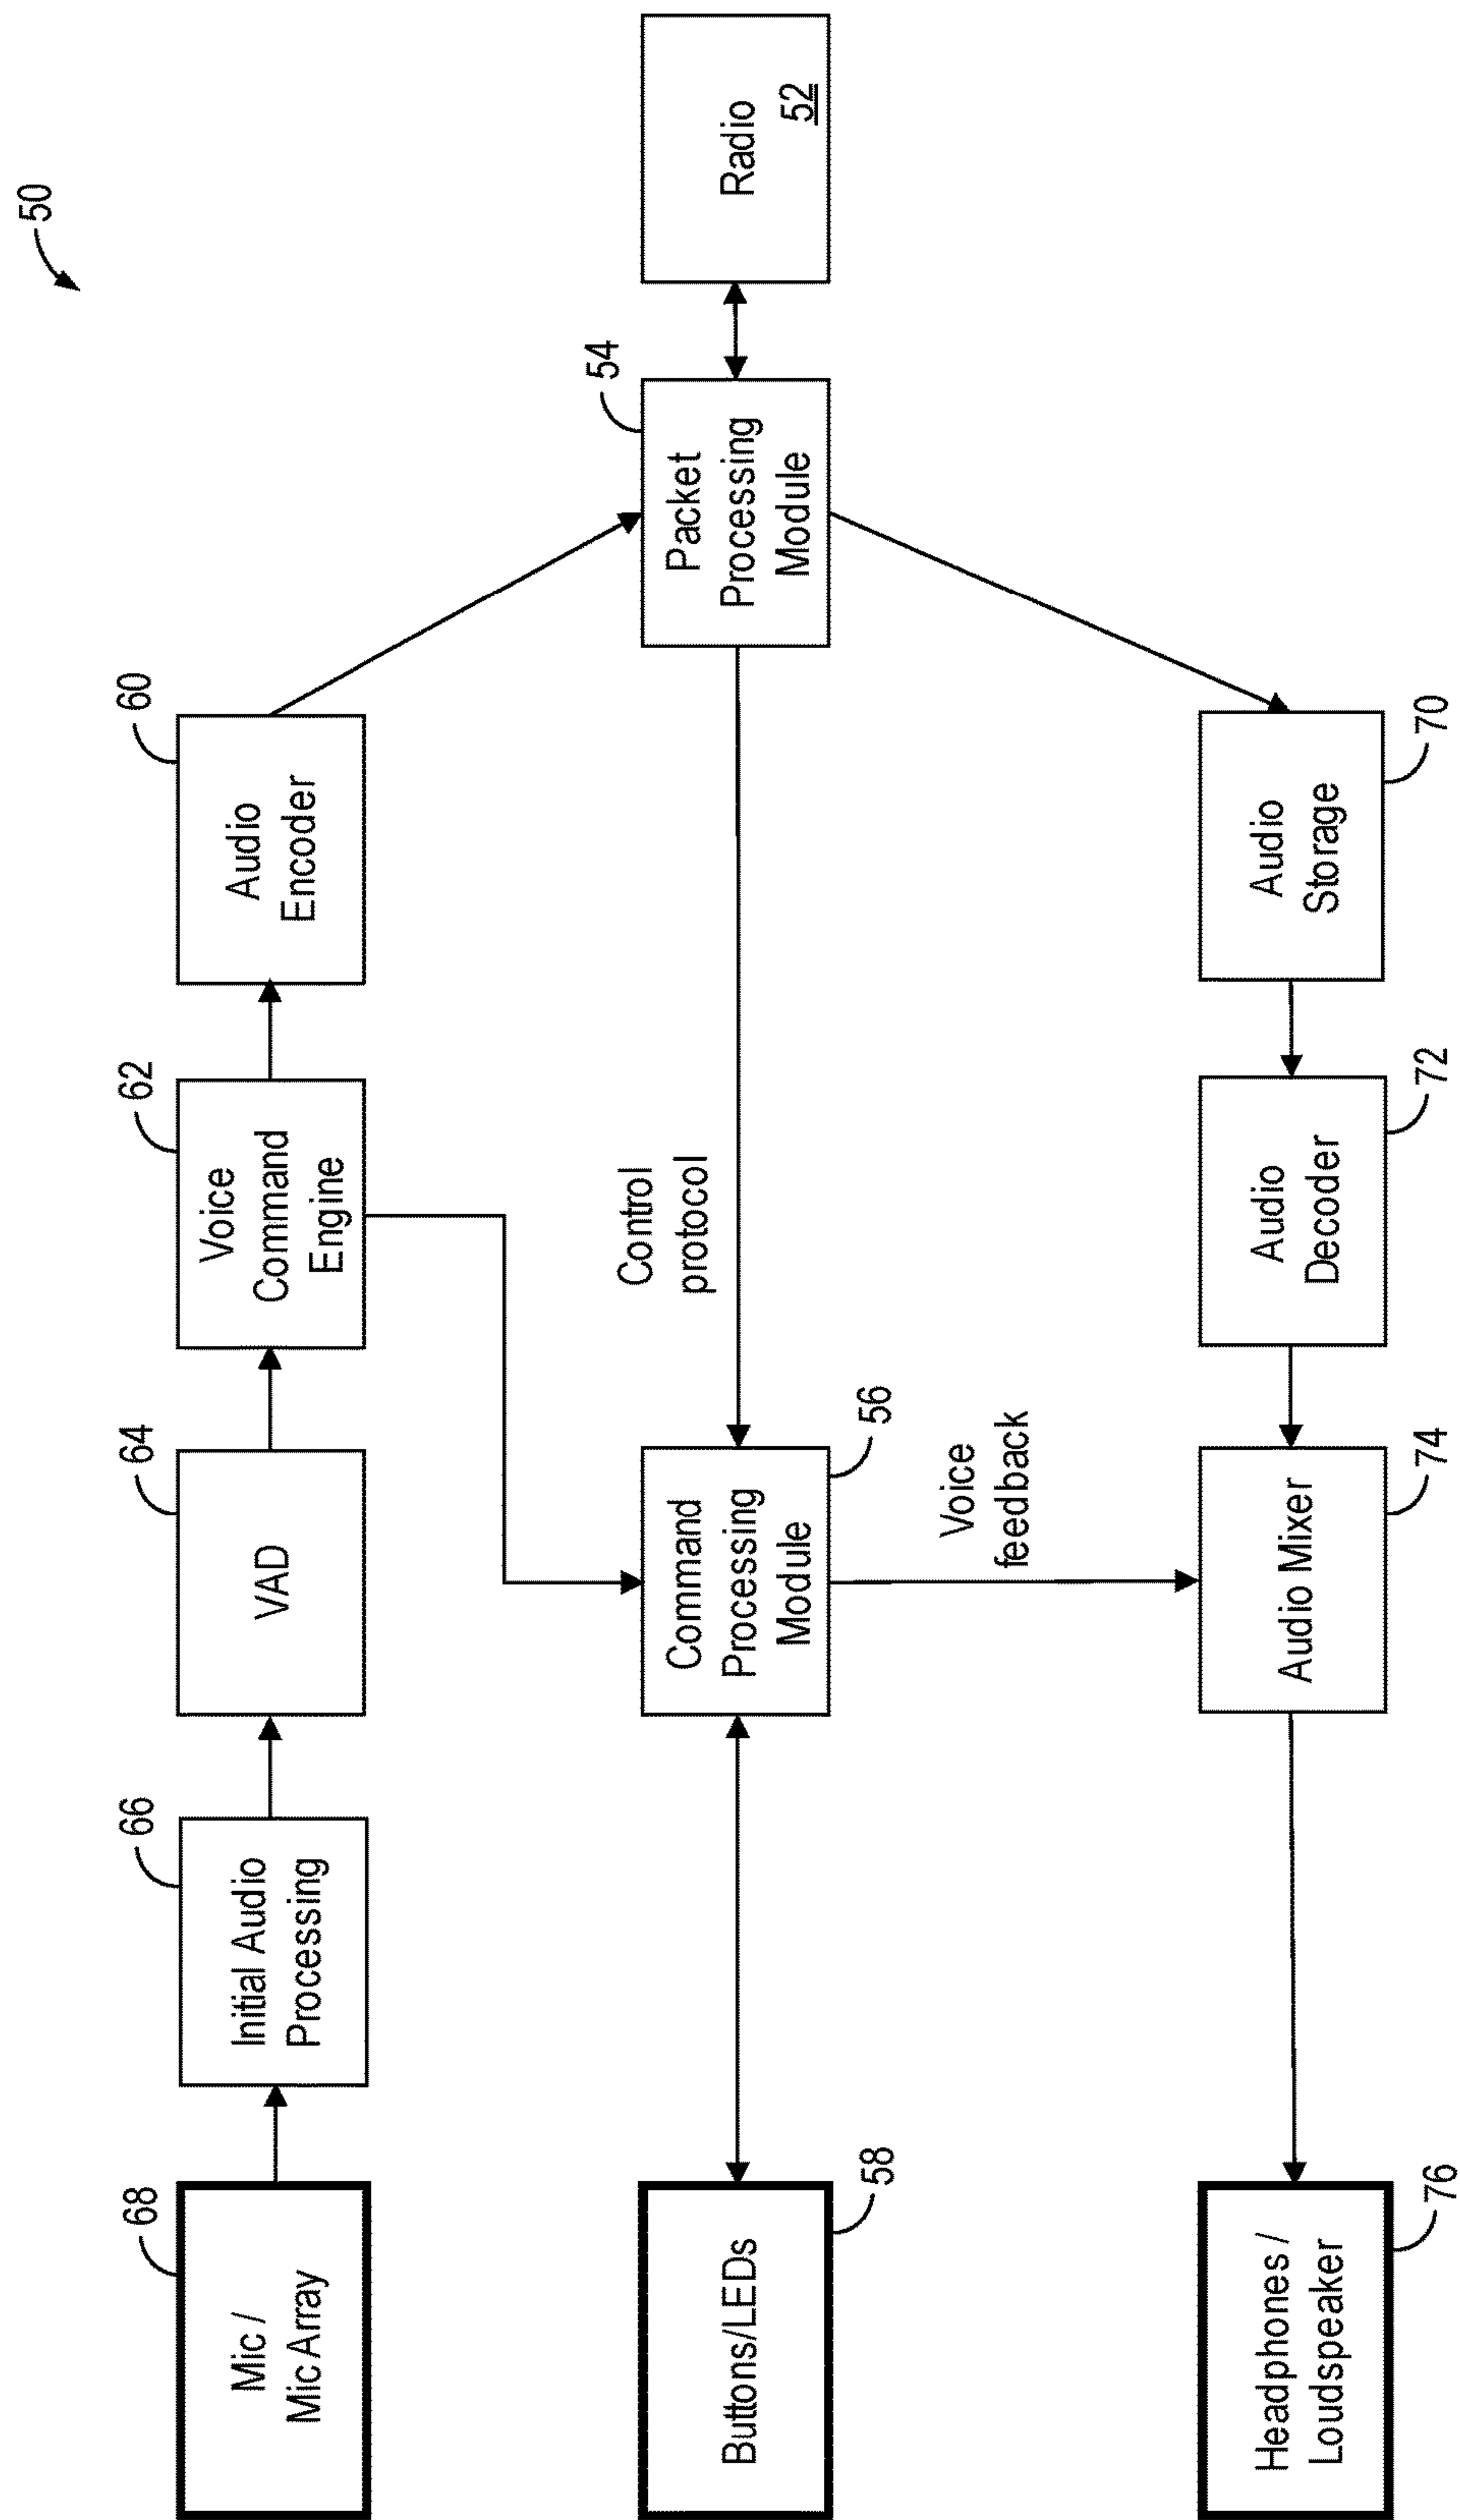 50
68
Mic /
Mic Array
66
Initial Audio
Processing
64
VAD
62
Voice
Command
Engine
60
Audio
Encoder
Buttons/LEDs
58
Command
Processing
Module
56
Control
protocol
54
Packet
Processing
Module
Radio
52
Voice
feedback
Headphones /
Loudspeaker
76
Audio Mixer
74
Audio
Decoder
72
Audio
Storage
70